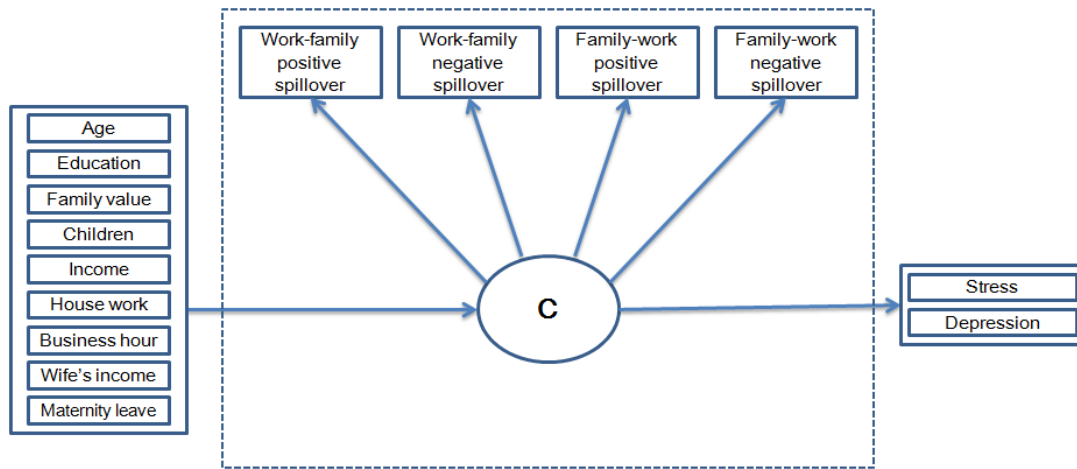 Work-family
positive
spillover
Work-family
negative
spillover
Family-work
positive
spillover
Family-work
negative
spillover
Age
Education
Family value
Children
Income
House work
Business hour
Wife's income
Maternity leave
C
Stress
Depression